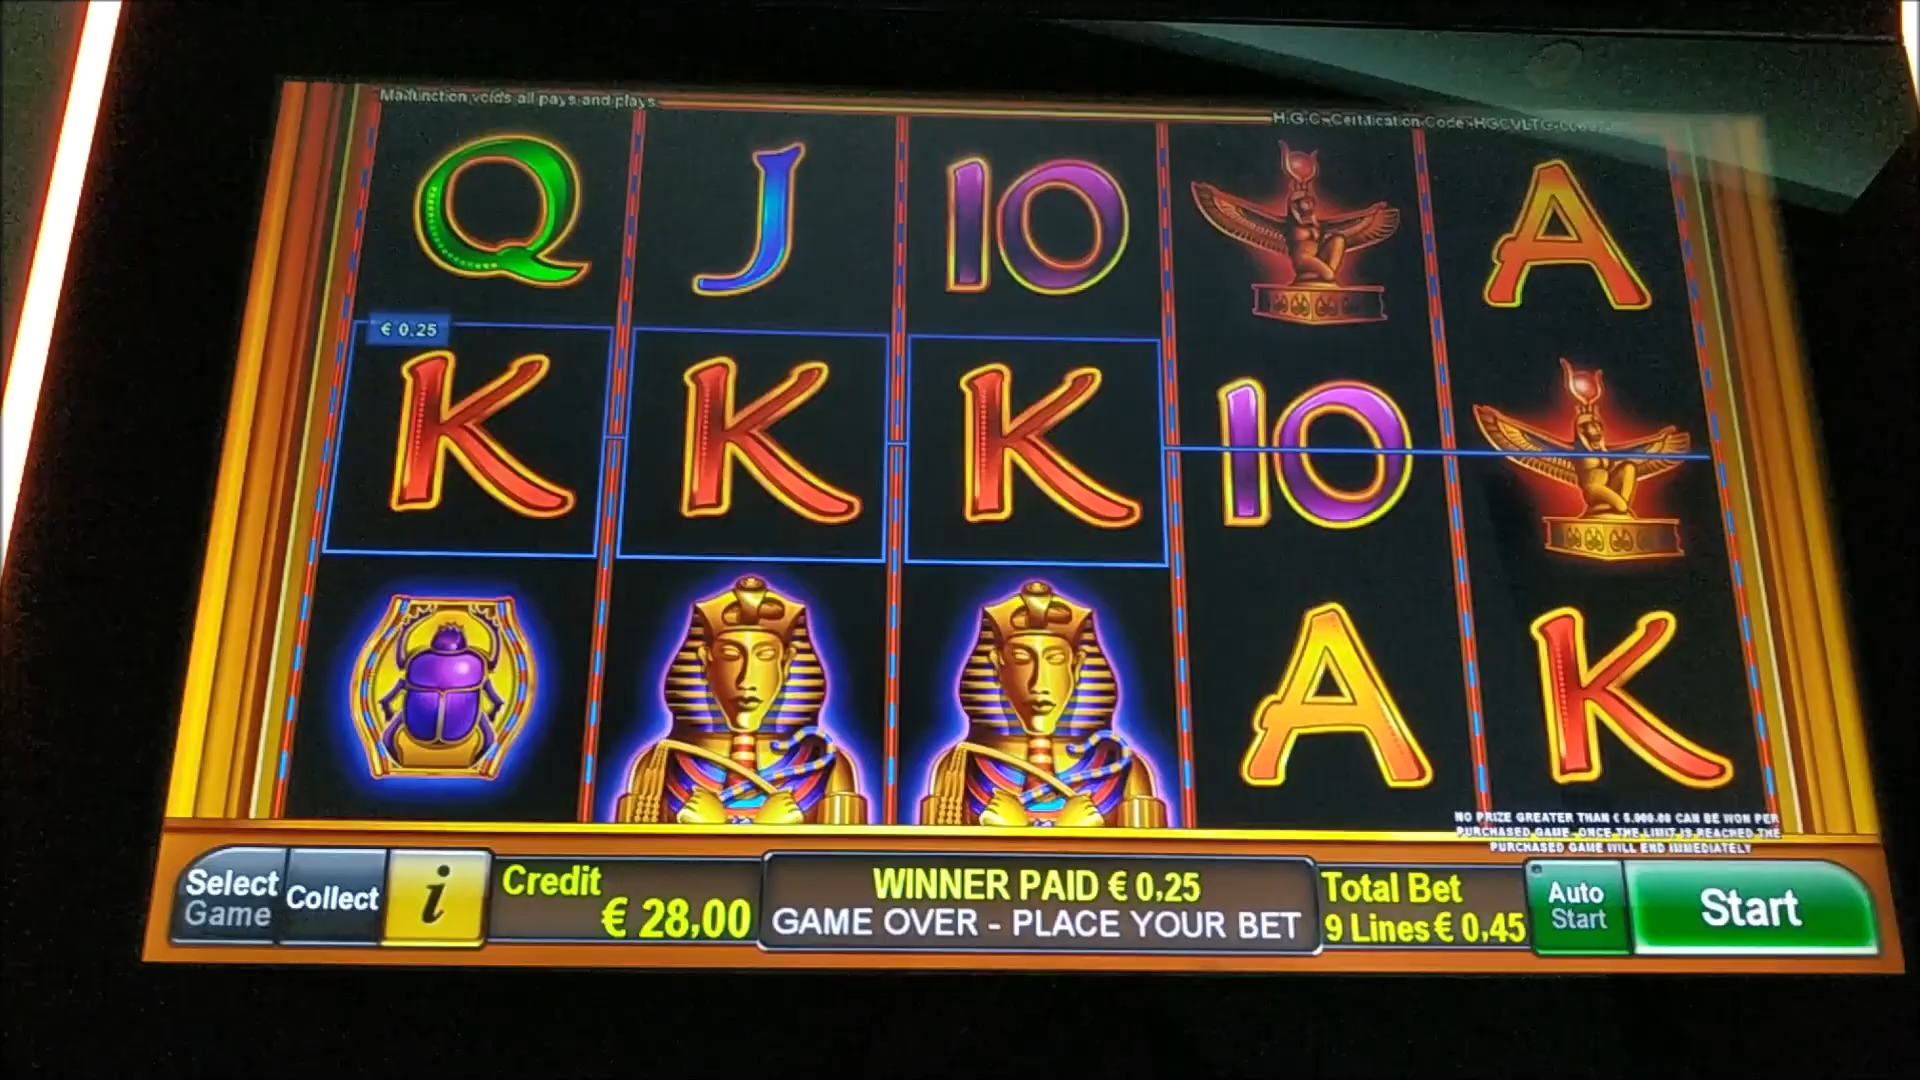 Malfunction voids all pays and plays.
H.G.C. Certification Code
Q J 10 A
€ 0.25
K K K 10
A K
NO PRIZE GREATER THAN € 5.000.00 CAN BE WON PER
PURCHASED GAME. ONCE THE LIMIT IS REACHED THE
PURCHASED GAME WILL END IMMEDIATELY
Select
Game
Collect
i
Credit
€ 28,00
WINNER PAID € 0,25
GAME OVER - PLACE YOUR BET
Total Bet
9 Lines € 0,45
Auto
Start
Start